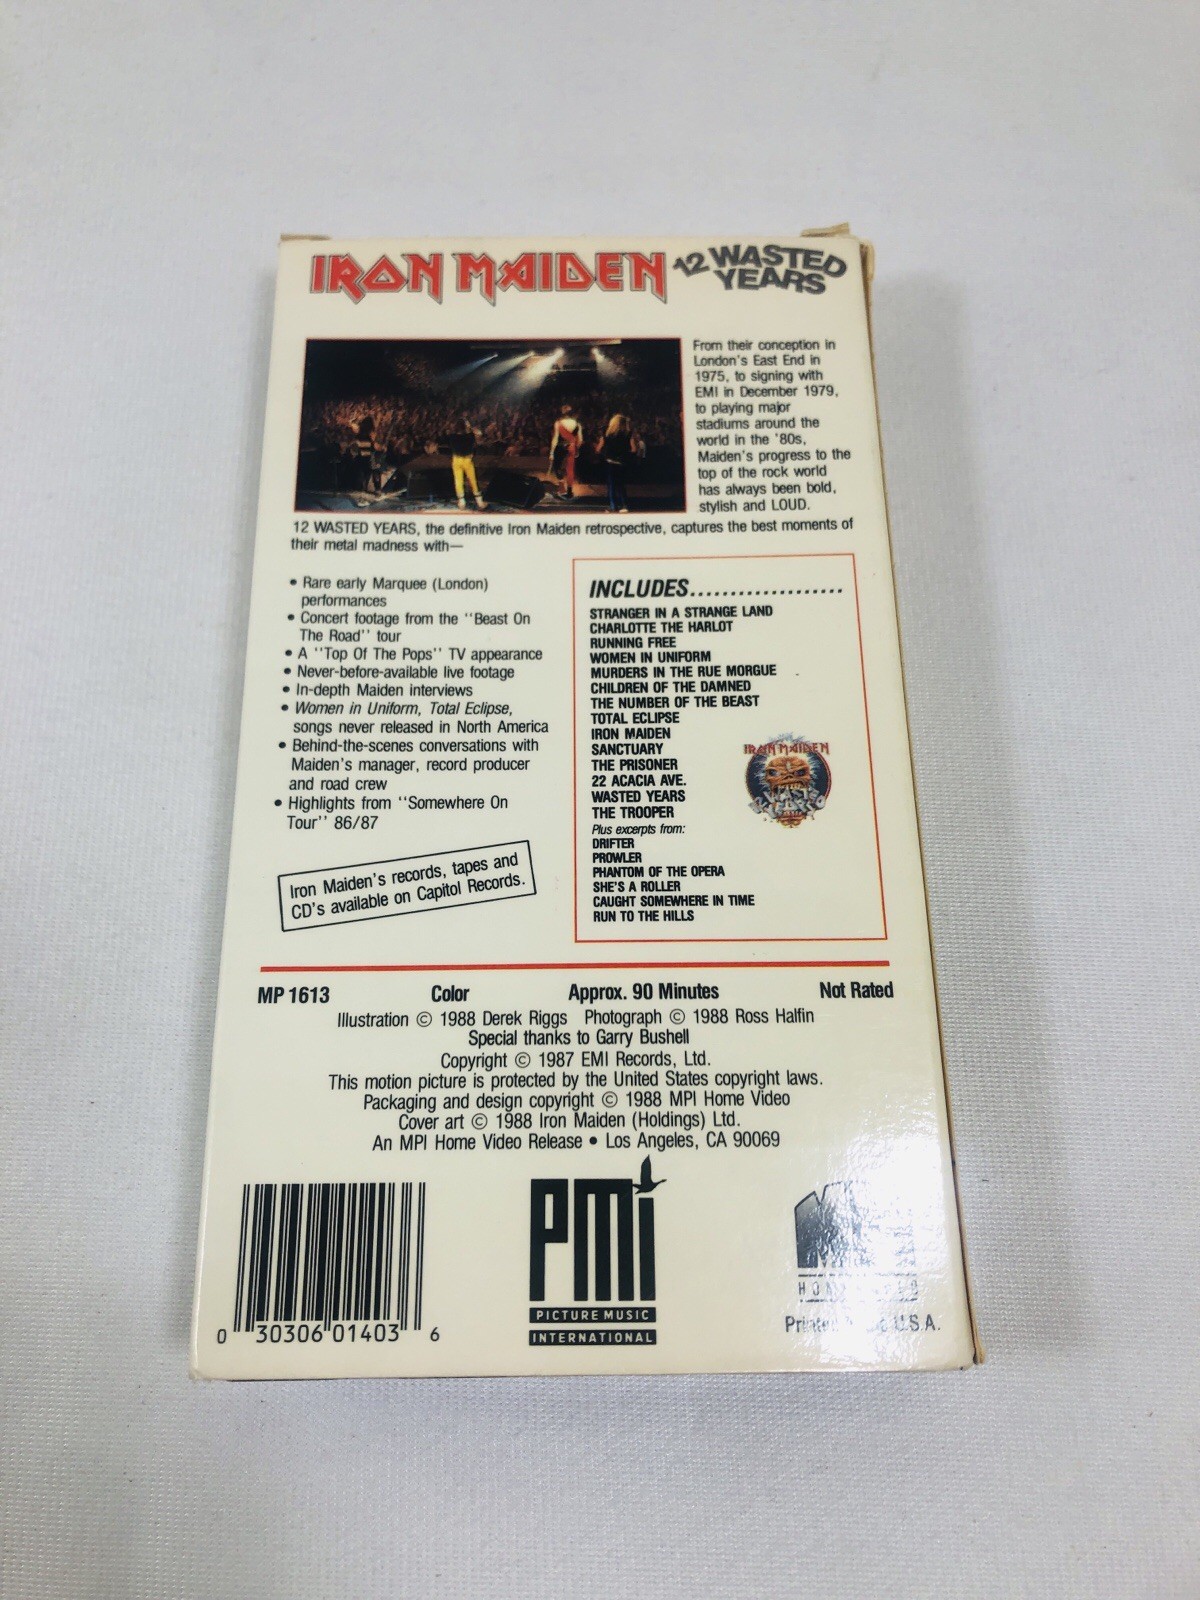 IRON MAIDEN 12 WASTED YEARS
From their conception in
London's East End in
1975, to signing with
EMI in December 1979,
to playing major
stadiums around the
world in the '80s,
Maiden's progress to the
top of the rock world
has always been bold,
stylish and LOUD.
12 WASTED YEARS, the definitive Iron Maiden retrospective, captures the best moments of
their metal madness with—
• Rare early Marquee (London)
performances
• Concert footage from the "Beast On
The Road" tour
• A "Top Of The Pops" TV appearance
• Never-before-available live footage
• In-depth Maiden interviews
• Women in Uniform, Total Eclipse,
songs never released in North America
• Behind-the-scenes conversations with
Maiden's manager, record producer
and road crew
• Highlights from "Somewhere On
Tour" 86/87
Iron Maiden's records, tapes and
CD's available on Capitol Records.
INCLUDES...................
STRANGER IN A STRANGE LAND
CHARLOTTE THE HARLOT
RUNNING FREE
WOMEN IN UNIFORM
MURDERS IN THE RUE MORGUE
CHILDREN OF THE DAMNED
THE NUMBER OF THE BEAST
TOTAL ECLIPSE
IRON MAIDEN
SANCTUARY
THE PRISONER
22 ACACIA AVE.
WASTED YEARS
THE TROOPER
Plus excerpts from:
DRIFTER
PROWLER
PHANTOM OF THE OPERA
SHE'S A ROLLER
CAUGHT SOMEWHERE IN TIME
RUN TO THE HILLS
IRON MAIDEN
WASTED
YEARS
MP 1613 Color Approx. 90 Minutes Not Rated
Illustration © 1988 Derek Riggs Photograph © 1988 Ross Halfin
Special thanks to Garry Bushell
Copyright © 1987 EMI Records, Ltd.
This motion picture is protected by the United States copyright laws.
Packaging and design copyright © 1988 MPI Home Video
Cover art © 1988 Iron Maiden (Holdings) Ltd.
An MPI Home Video Release • Los Angeles, CA 90069
0 30306 01403 6
PMI
PICTURE MUSIC
INTERNATIONAL
Printed U.S.A.